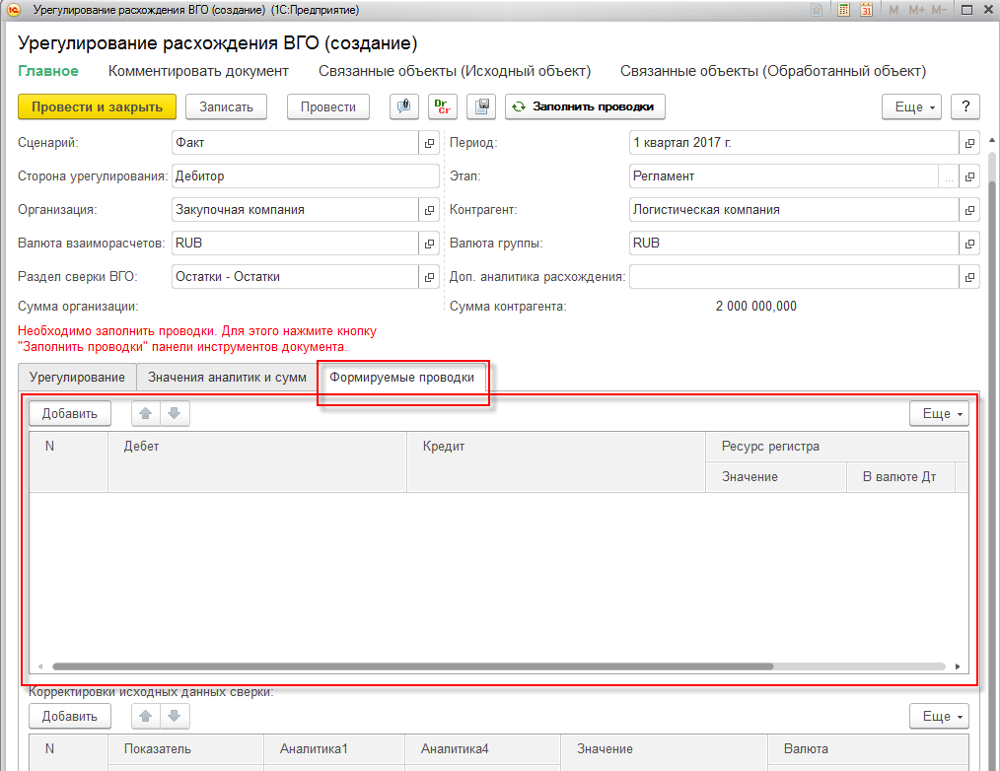 Урегулирование расхождения ВГО (создание) (1С:Предприятие)
M M+ M-
Урегулирование расхождения ВГО (создание)
Главное Комментировать документ Связанные объекты (Исходный объект) Связанные объекты (Обработанный объект)
Провести и закрыть Записать Провести Dr Cr Заполнить проводки Еще ?
Сценарий: Факт Период: 1 квартал 2017 г.
Сторона урегулирования: Дебитор Этап: Регламент ...
Организация: Закупочная компания Контрагент: Логистическая компания
Валюта взаиморасчетов: RUB Валюта группы: RUB
Раздел сверки ВГО: Остатки - Остатки Доп. аналитика расхождения:
Сумма организации: Сумма контрагента: 2 000 000,000
Необходимо заполнить проводки. Для этого нажмите кнопку
"Заполнить проводки" панели инструментов документа.
Урегулирование Значения аналитик и сумм Формируемые проводки
Добавить Еще
N Дебет Кредит Ресурс регистра
Значение В валюте Дт
Корректировки исходных данных сверки:
Добавить Еще
N Показатель Аналитика1 Аналитика4 Значение Валюта